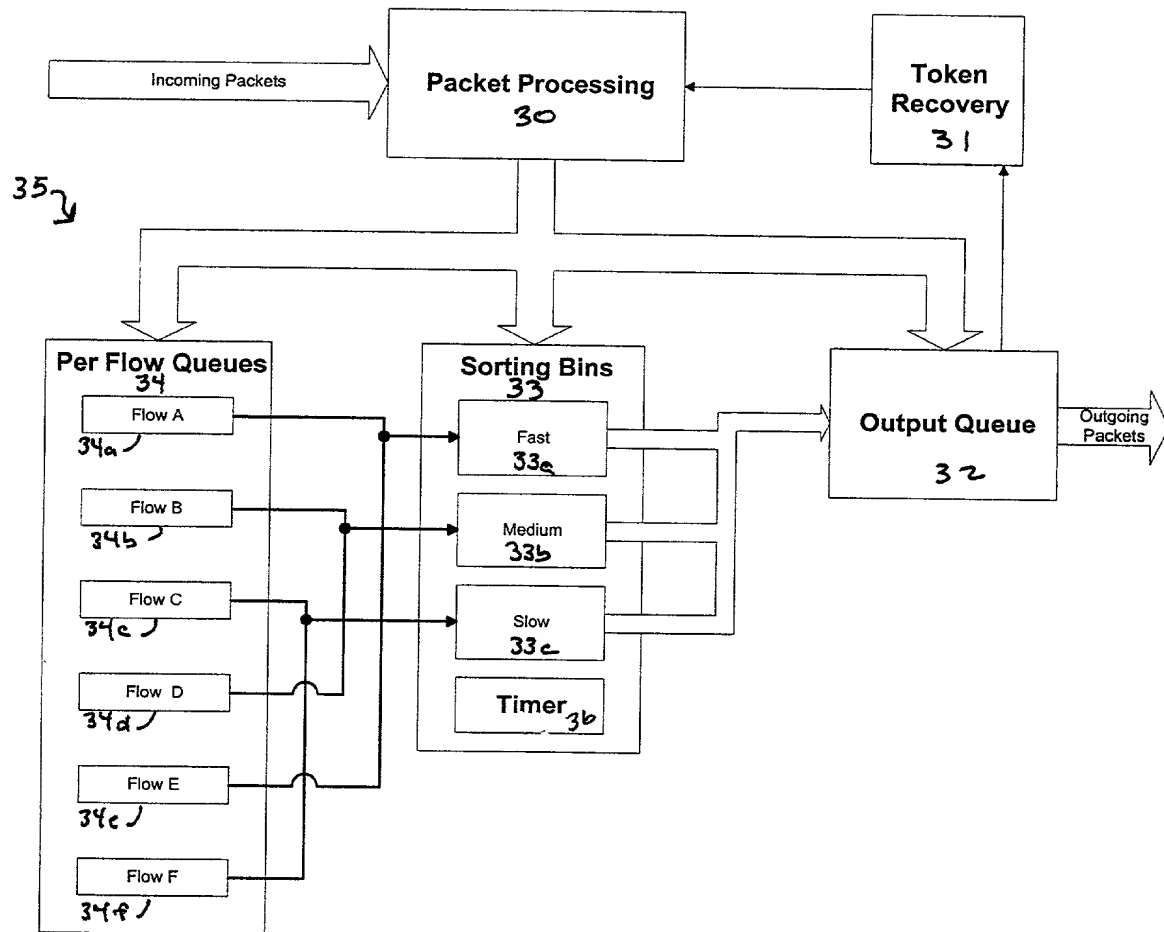 Incoming Packets
Packet Processing
30
Token
Recovery
31
35
Per Flow Queues
34
Flow A
34a
Flow B
34b
Flow C
34c
Flow D
34d
Flow E
34e
Flow F
34f
Sorting Bins
33
Fast
33a
Medium
33b
Slow
33c
Timer
36
Output Queue
32
Outgoing
Packets